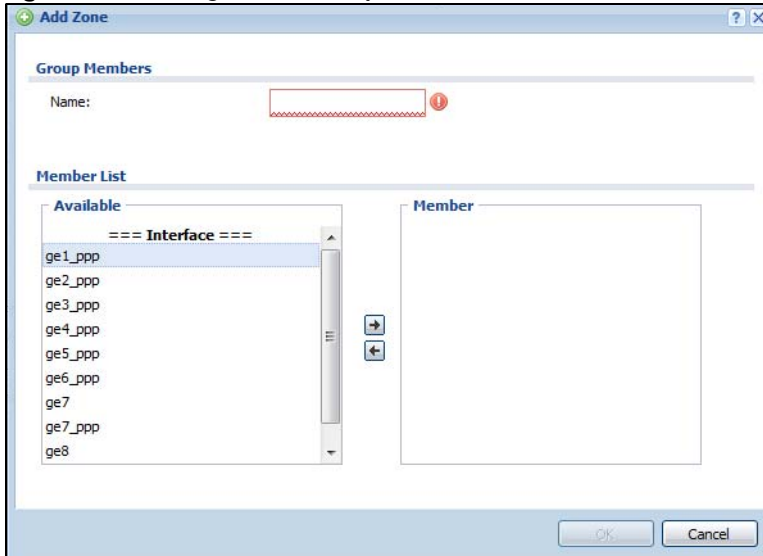 Add Zone
Group Members
Name:
Member List
Available
=== Interface ===
ge1_ppp
ge2_ppp
ge3_ppp
ge4_ppp
ge5_ppp
ge6_ppp
ge7
ge7_ppp
ge8
Member
OK
Cancel